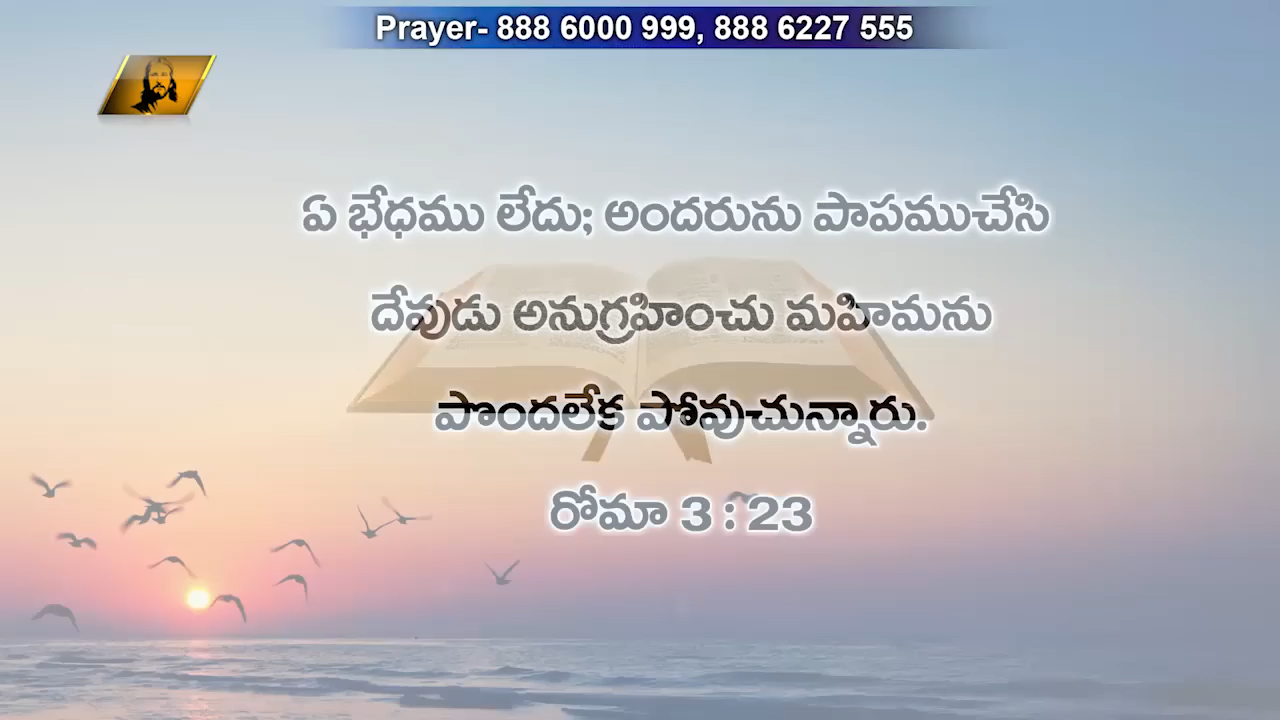 Prayer- 888 6000 999, 888 6227 555
ఏ భేధము లేదు; అందరును పాపముచేసి
దేవుడు అనుగ్రహించు మహిమను
పొందలేక పోవుచున్నారు.
రోమా 3 : 23